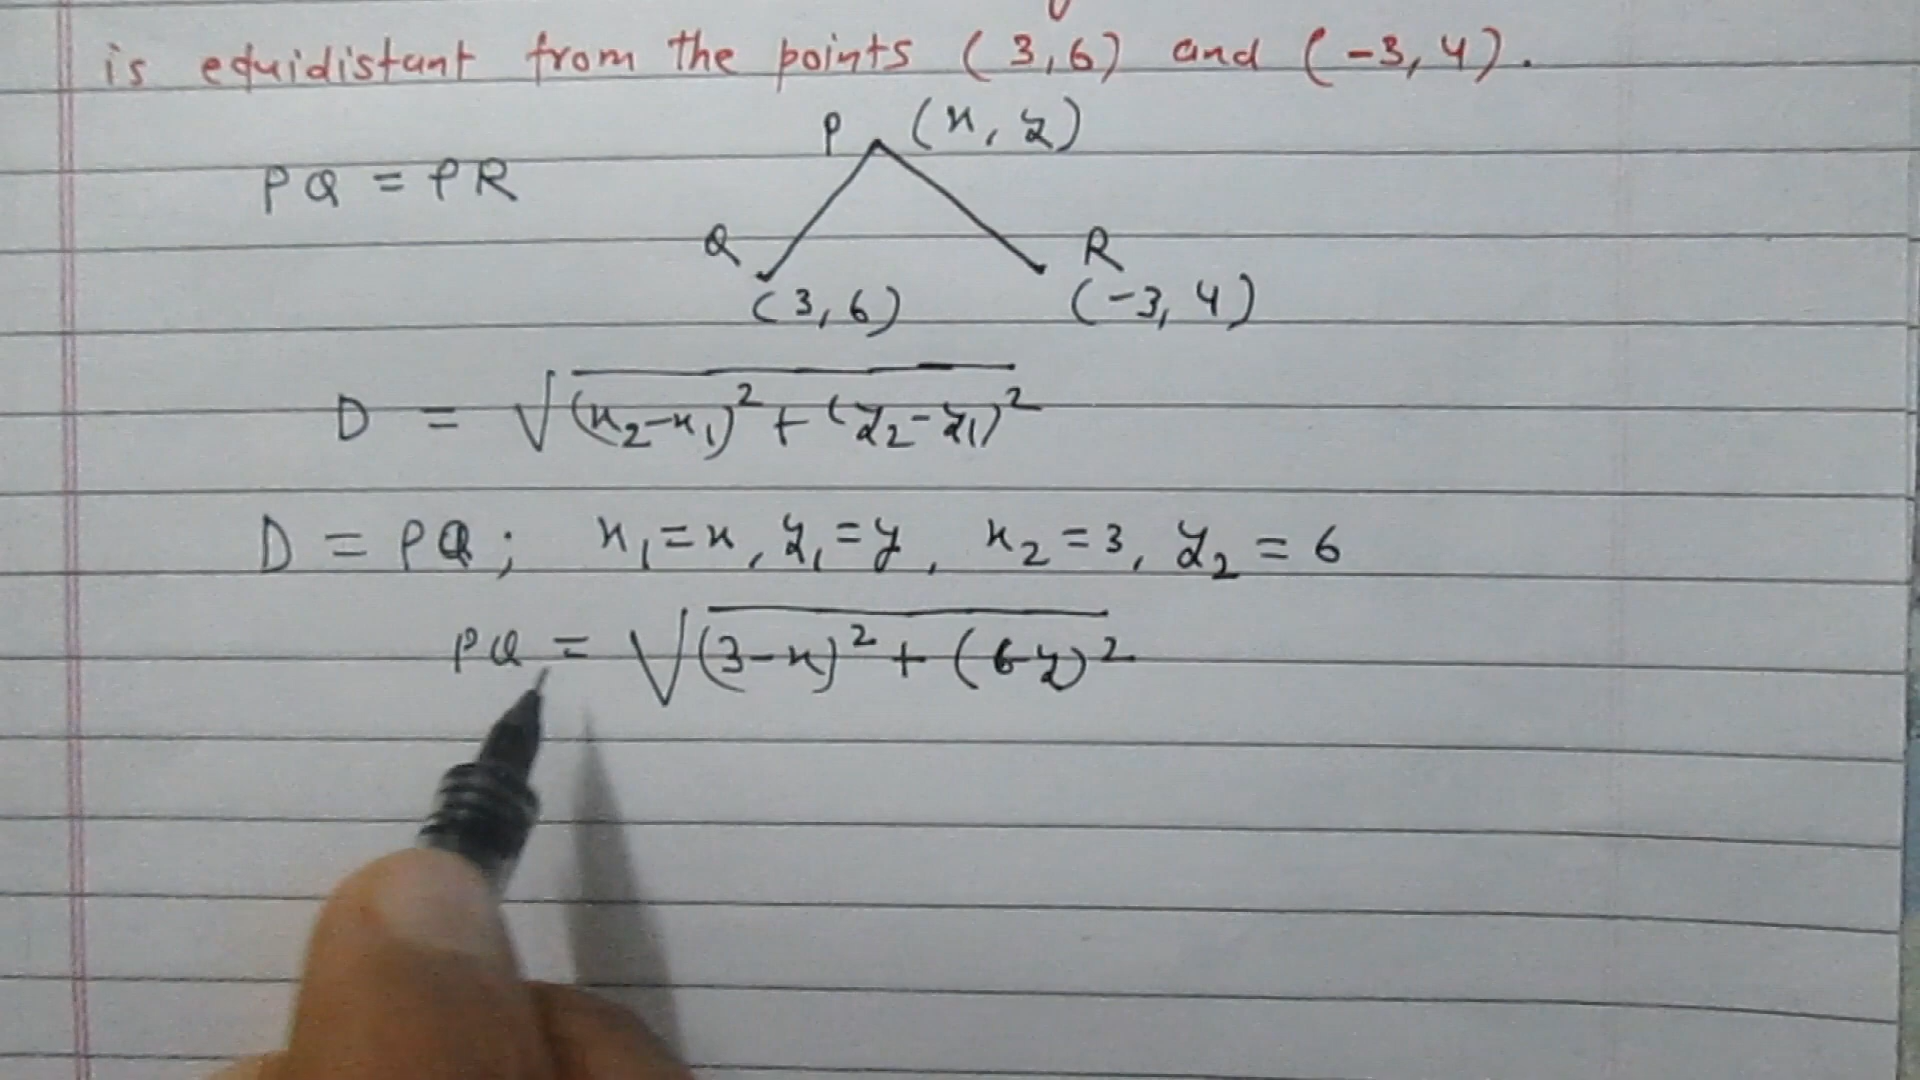 is equidistant from the points (3,6) and (-3,4).
P (x, y)
PQ = PR
Q R
(3,6) (-3, 4)
D = √(x₂-x₁)² + (y₂-y₁)²
D = PQ; x₁=x, y₁=y, x₂=3, y₂=6
PQ = √(3-x)² + (6-y)²